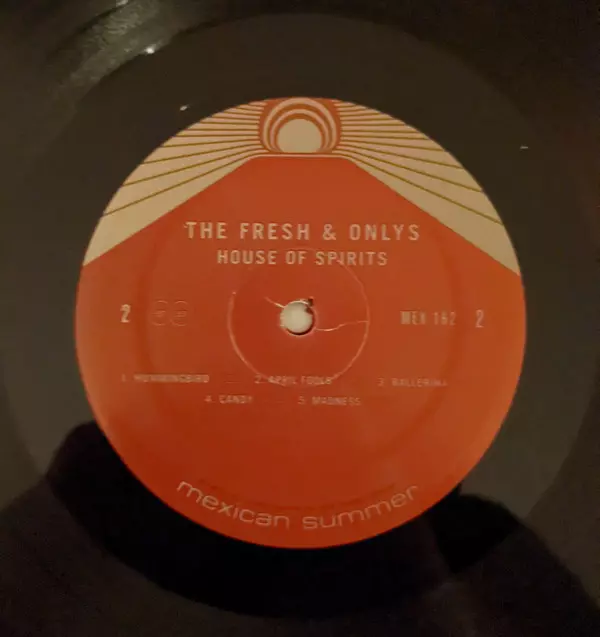 THE FRESH & ONLYS
HOUSE OF SPIRITS
2 33 MEX 162 2
1. HUMMINGBIRD 2. APRIL FOOLS 3. BALLERINA
4. CANDY 5. MADNESS
mexican summer